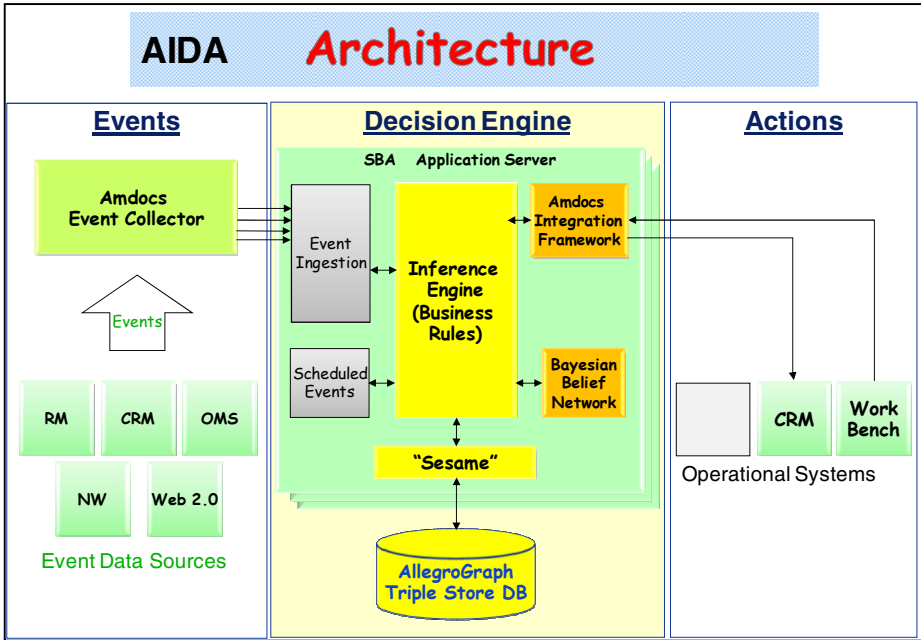 AIDA Architecture
Events
Amdocs
Event Collector
Events
RM
CRM
OMS
NW
Web 2.0
Event Data Sources
Decision Engine
SBA Application Server
Event
Ingestion
Scheduled
Events
Inference
Engine
(Business
Rules)
Amdocs
Integration
Framework
Bayesian
Belief
Network
“Sesame”
AllegroGraph
Triple Store DB
Actions
CRM
Work
Bench
Operational Systems